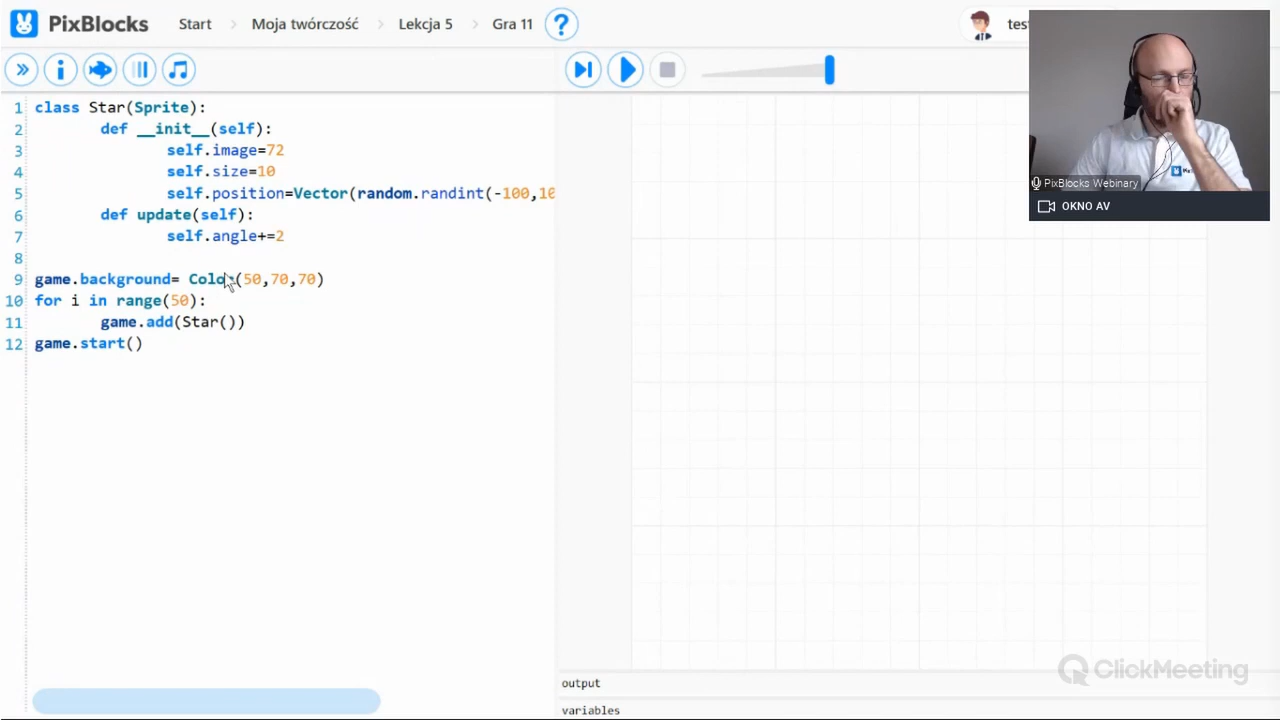 PixBlocks Start Moja twórczość Lekcja 5 Gra 11 ? test
1 class Star(Sprite):
2 def __init__(self):
3 self.image=72
4 self.size=10
5 self.position=Vector(random.randint(-100,10
6 def update(self):
7 self.angle+=2
8
9 game.background= Color(50,70,70)
10 for i in range(50):
11 game.add(Star())
12 game.start()
PixBlocks Webinary
OKNO AV
ClickMeeting
output
variables